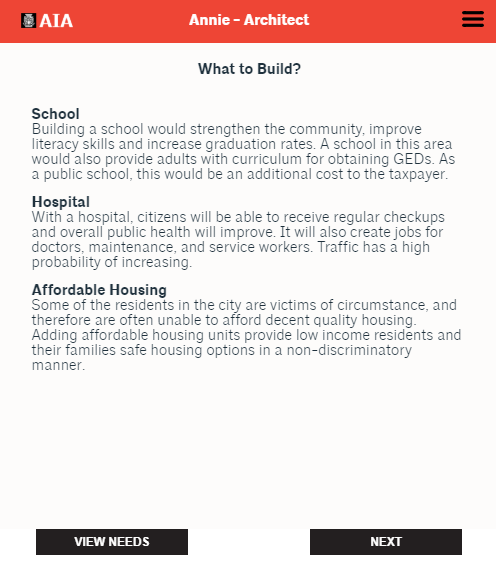 AIA
Annie - Architect
What to Build?
School
Building a school would strengthen the community, improve
literacy skills and increase graduation rates. A school in this area
would also provide adults with curriculum for obtaining GEDs. As
a public school, this would be an additional cost to the taxpayer.
Hospital
With a hospital, citizens will be able to receive regular checkups
and overall public health will improve. It will also create jobs for
doctors, maintenance, and service workers. Traffic has a high
probability of increasing.
Affordable Housing
Some of the residents in the city are victims of circumstance, and
therefore are often unable to afford decent quality housing.
Adding affordable housing units provide low income residents and
their families safe housing options in a non-discriminatory
manner.
VIEW NEEDS
NEXT